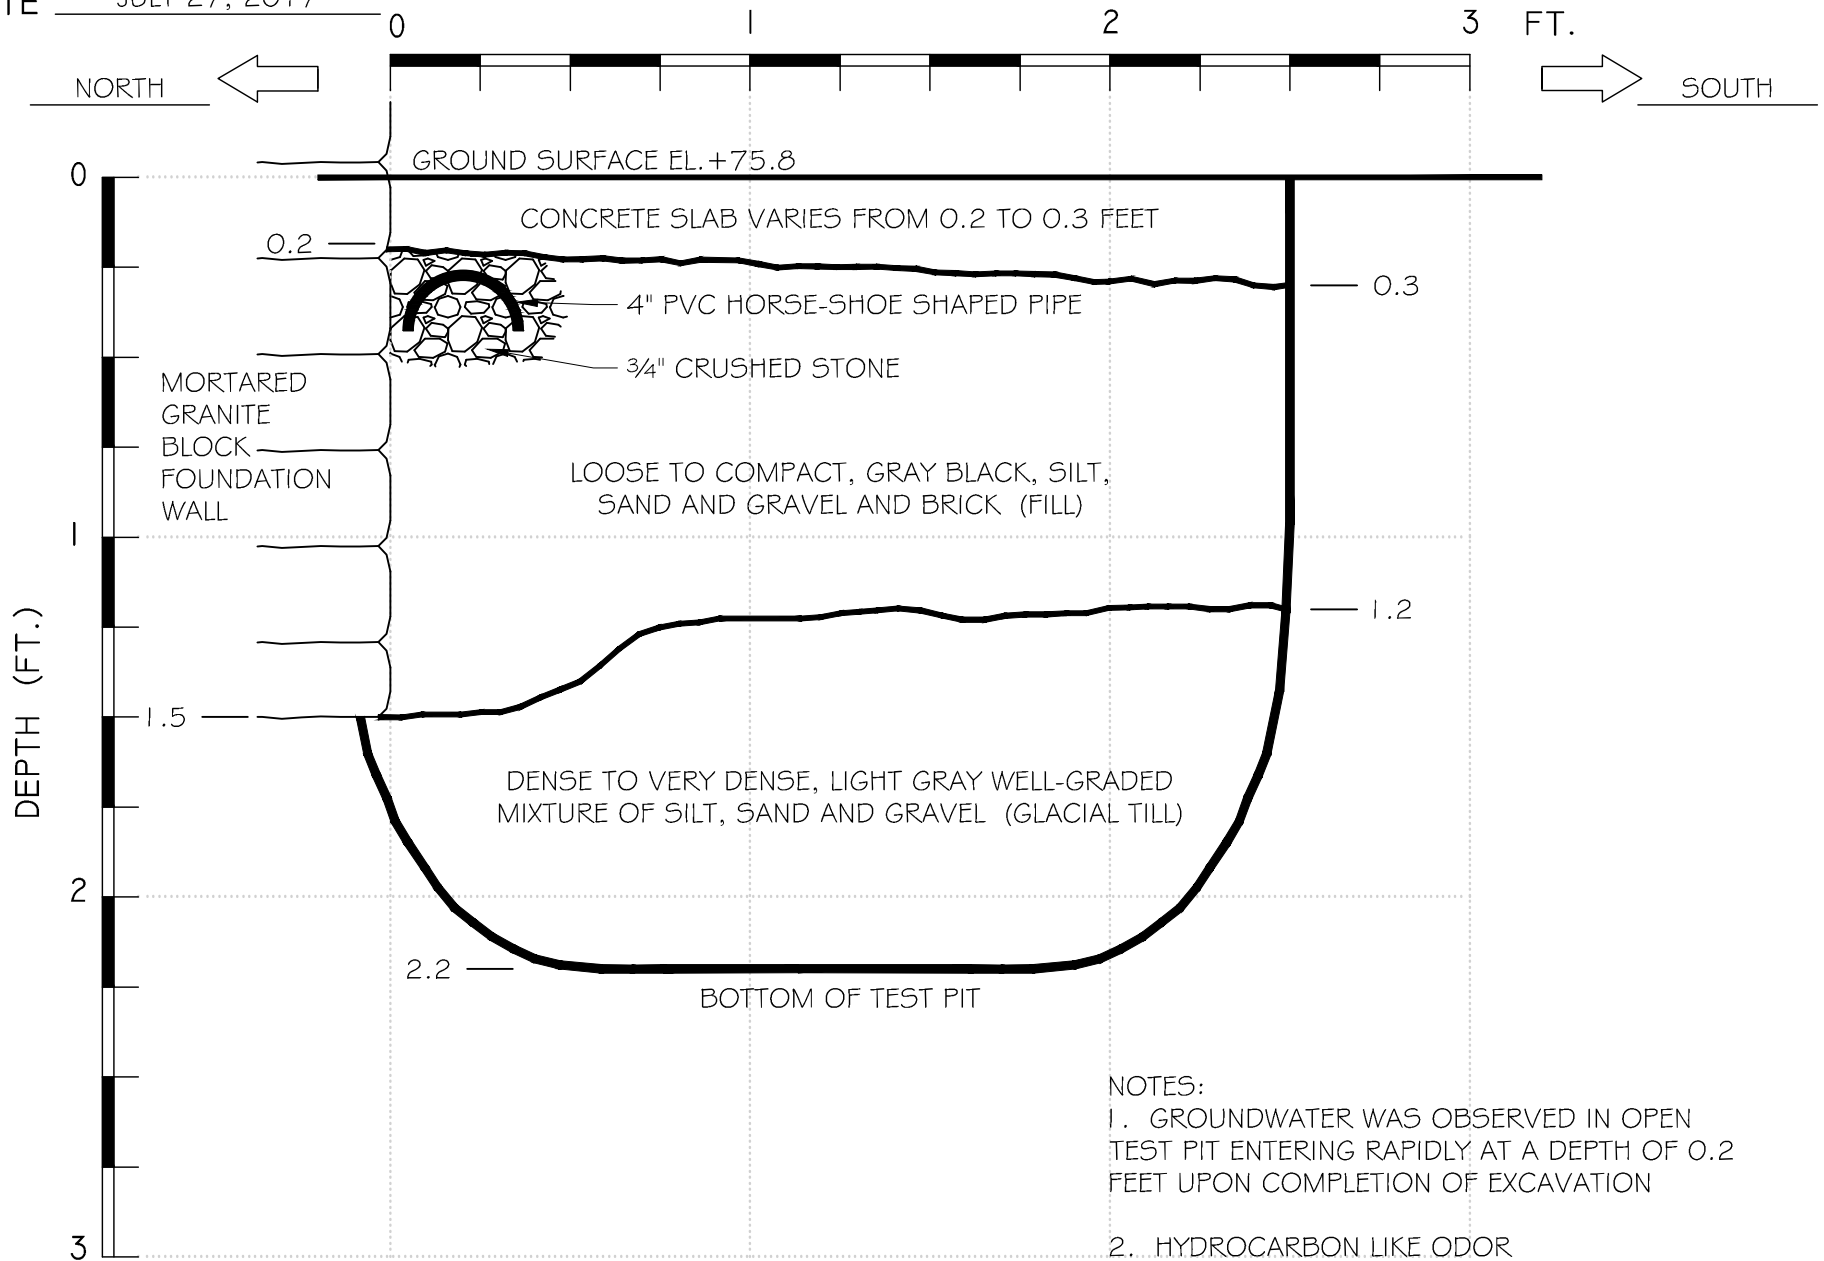 0 1 2 3 FT.
NORTH SOUTH
GROUND SURFACE EL.+75.8
0
CONCRETE SLAB VARIES FROM 0.2 TO 0.3 FEET
0.2
0.3
4" PVC HORSE-SHOE SHAPED PIPE
3/4" CRUSHED STONE
MORTARED
GRANITE
BLOCK
FOUNDATION
WALL
LOOSE TO COMPACT, GRAY BLACK, SILT,
SAND AND GRAVEL AND BRICK (FILL)
1
1.2
DEPTH (FT.)
1.5
DENSE TO VERY DENSE, LIGHT GRAY WELL-GRADED
MIXTURE OF SILT, SAND AND GRAVEL (GLACIAL TILL)
2
2.2
BOTTOM OF TEST PIT
NOTES:
1. GROUNDWATER WAS OBSERVED IN OPEN
TEST PIT ENTERING RAPIDLY AT A DEPTH OF 0.2
FEET UPON COMPLETION OF EXCAVATION
2. HYDROCARBON LIKE ODOR
3